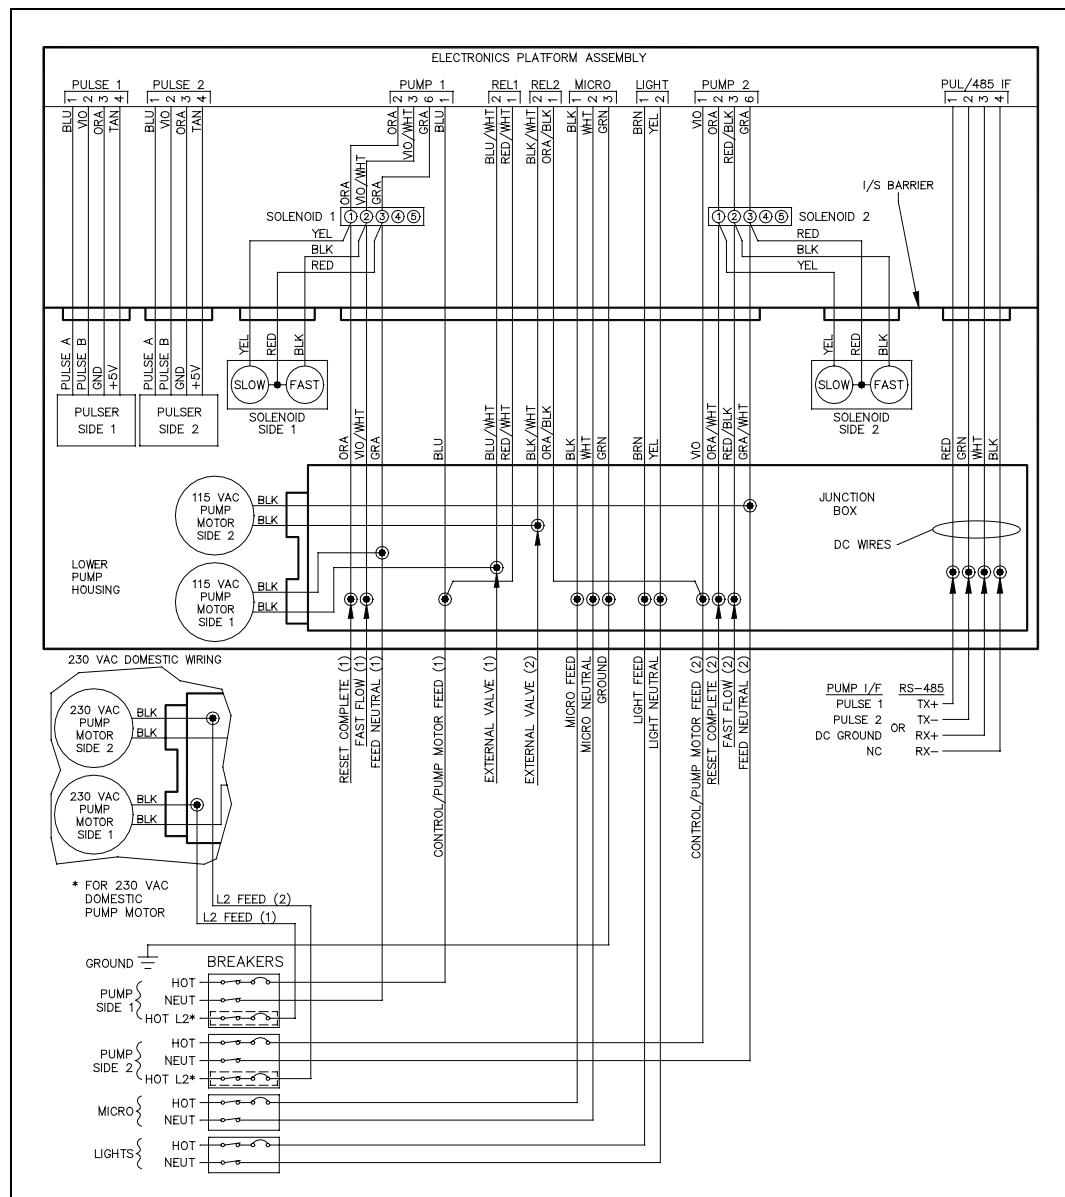 ELECTRONICS PLATFORM ASSEMBLY
PULSE 1
PULSE 2
PUMP 1
REL1
REL2
MICRO
LIGHT
PUMP 2
PUL/485 IF
1 2 3 4
1 2 3 4
2 3 6 1
2 1
2 1
1 2 3
1 2
1 2 3 6
1 2 3 4
BLU
VIO
ORA
TAN
BLU
VIO
ORA
TAN
ORA
VIO/WHT
GRA
BLU
BLU/WHT
RED/WHT
BLK/WHT
ORA/BLK
BLK
WHT
GRN
BRN
YEL
VIO
ORA
RED/BLK
GRA
I/S BARRIER
ORA
VIO/WHT
GRA
SOLENOID 1
1 2 3 4 5
1 2 3 4 5
SOLENOID 2
YEL
BLK
RED
RED
BLK
YEL
PULSE A
PULSE B
GND
+5V
PULSE A
PULSE B
GND
+5V
YEL
RED
BLK
YEL
RED
BLK
PULSER
SIDE 1
PULSER
SIDE 2
SLOW
FAST
SOLENOID
SIDE 1
SLOW
FAST
SOLENOID
SIDE 2
ORA
VIO/WHT
GRA
BLU
BLU/WHT
RED/WHT
BLK/WHT
ORA/BLK
BLK
WHT
GRN
BRN
YEL
VIO
ORA/WHT
RED/BLK
GRA/WHT
RED
GRN
WHT
BLK
115 VAC
PUMP
MOTOR
SIDE 2
BLK
BLK
JUNCTION
BOX
DC WIRES
LOWER
PUMP
HOUSING
115 VAC
PUMP
MOTOR
SIDE 1
BLK
BLK
230 VAC DOMESTIC WIRING
230 VAC
PUMP
MOTOR
SIDE 2
BLK
BLK
230 VAC
PUMP
MOTOR
SIDE 1
BLK
BLK
RESET COMPLETE (1)
FAST FLOW (1)
FEED NEUTRAL (1)
CONTROL/PUMP MOTOR FEED (1)
EXTERNAL VALVE (1)
EXTERNAL VALVE (2)
MICRO FEED
MICRO NEUTRAL
GROUND
LIGHT FEED
LIGHT NEUTRAL
CONTROL/PUMP MOTOR FEED (2)
RESET COMPLETE (2)
FAST FLOW (2)
FEED NEUTRAL (2)
PUMP I/F RS-485
PULSE 1 TX+
PULSE 2 TX-
OR
DC GROUND RX+
NC RX-
* FOR 230 VAC
DOMESTIC
PUMP MOTOR
L2 FEED (2)
L2 FEED (1)
GROUND
BREAKERS
PUMP
SIDE 1
HOT
NEUT
HOT L2*
PUMP
SIDE 2
HOT
NEUT
HOT L2*
MICRO
HOT
NEUT
LIGHTS
HOT
NEUT